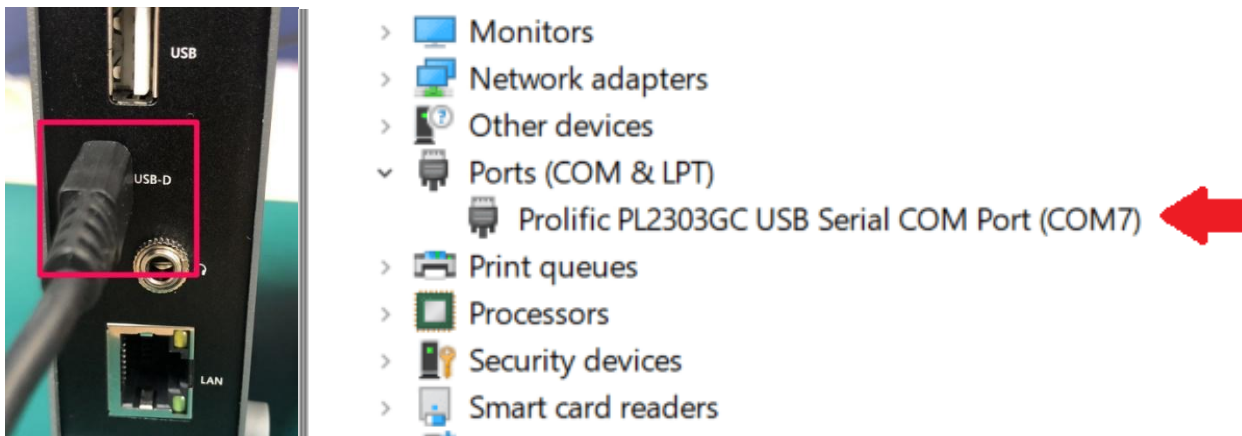 USB
USB-D
LAN
Monitors
Network adapters
Other devices
Ports (COM & LPT)
Prolific PL2303GC USB Serial COM Port (COM7)
Print queues
Processors
Security devices
Smart card readers